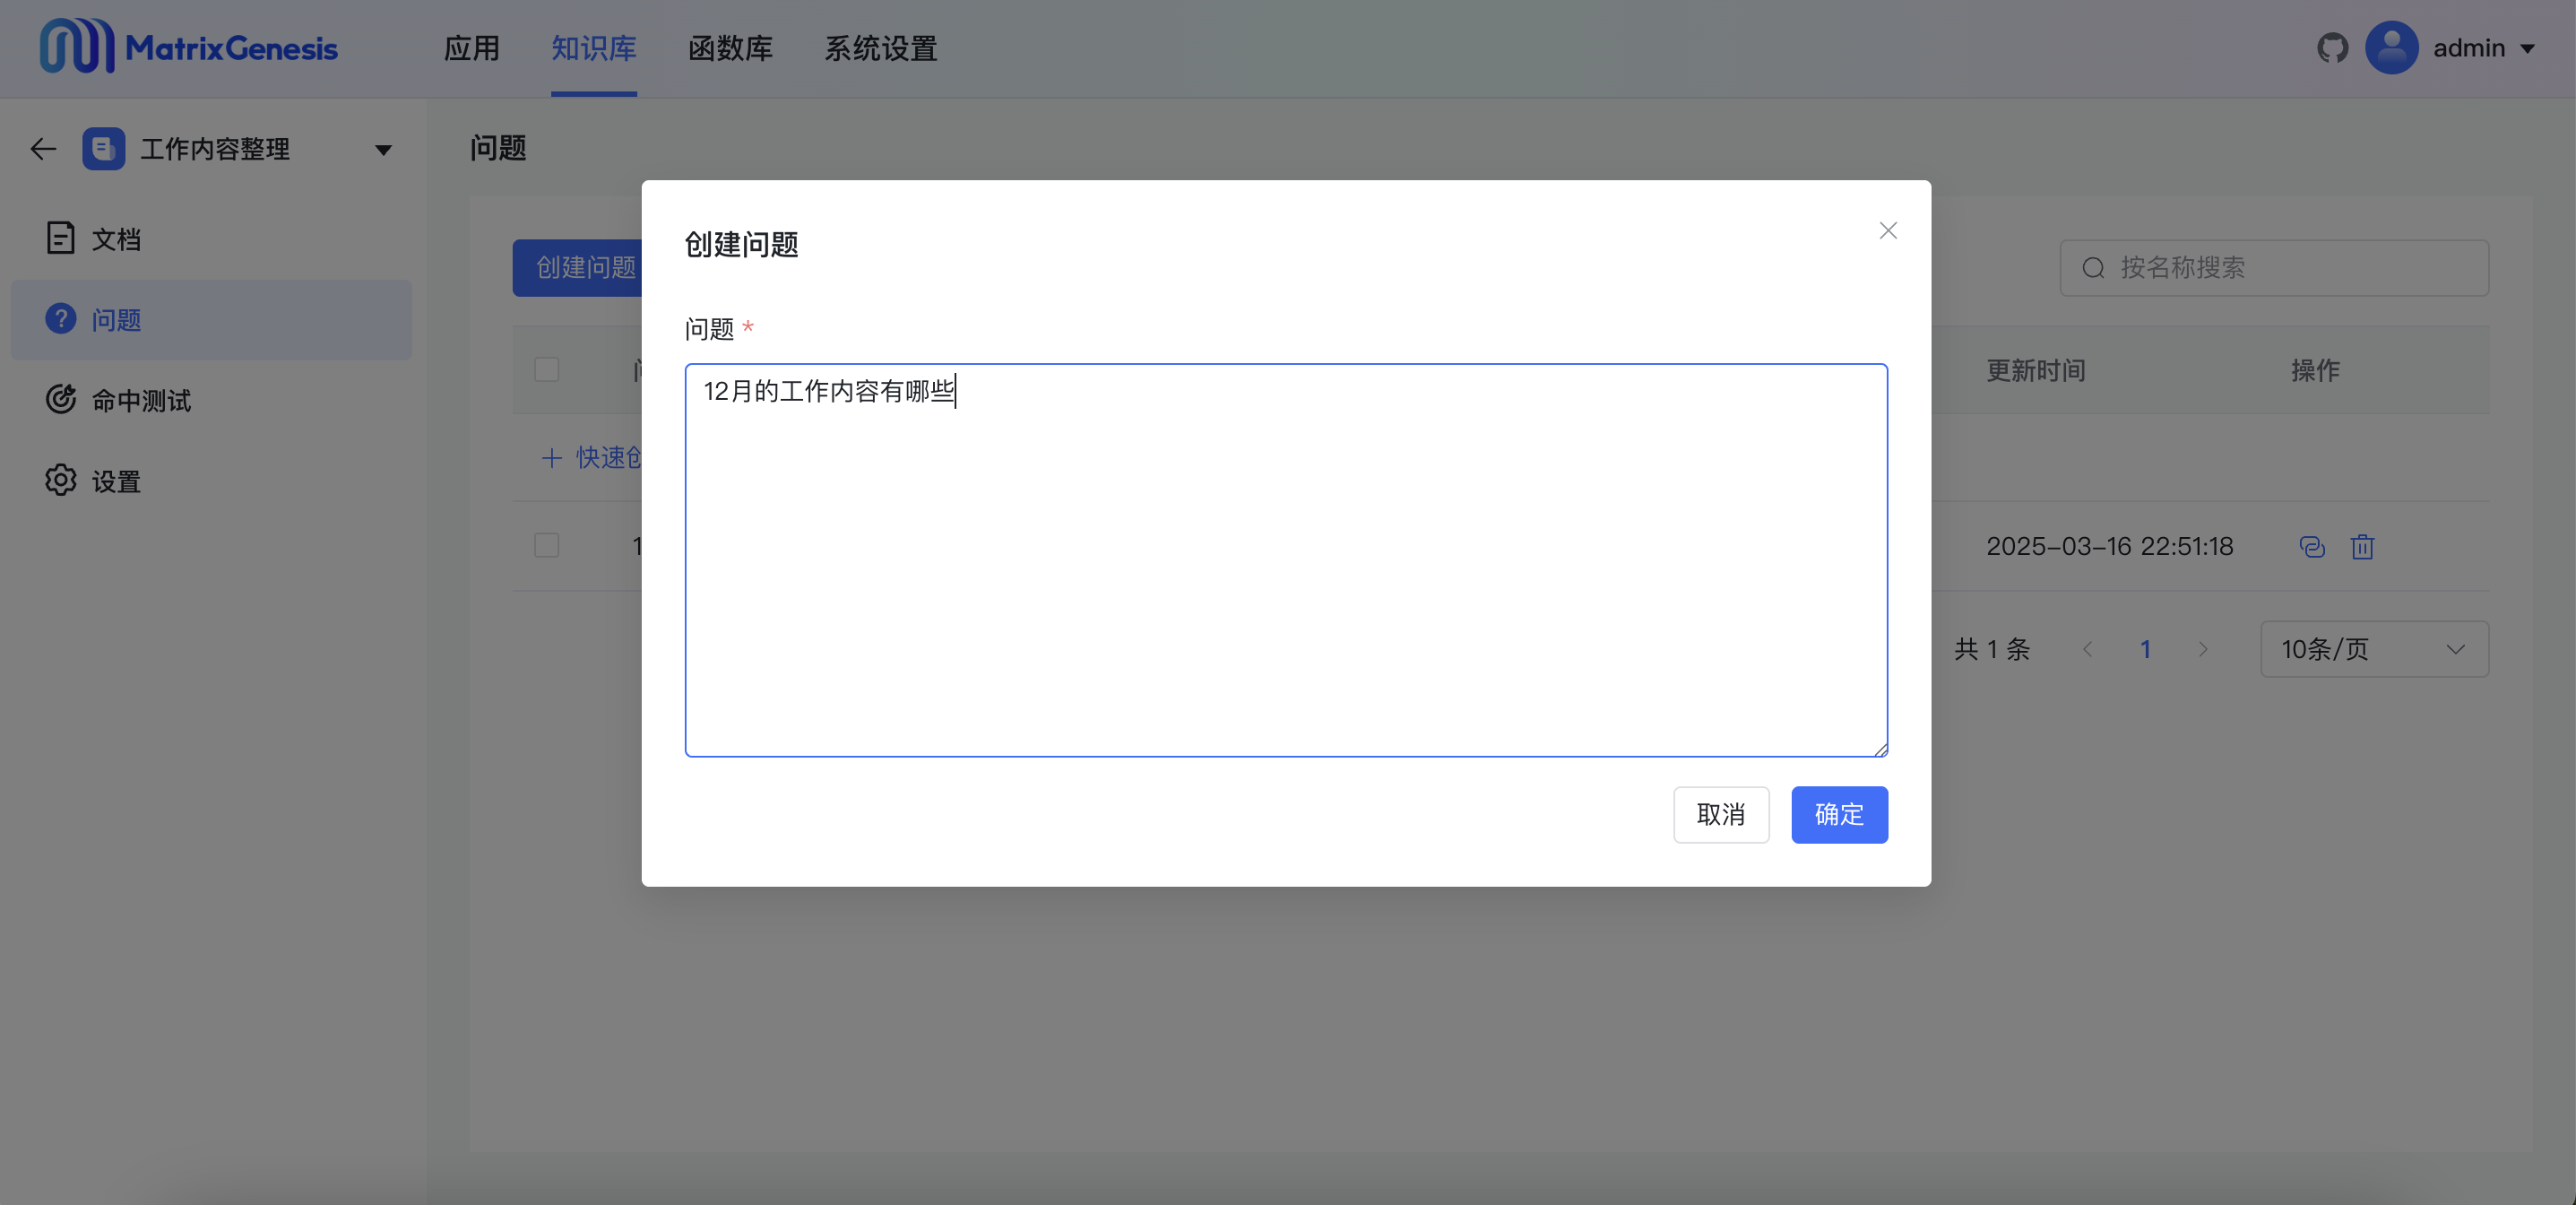 MatrixGenesis
应用 知识库 函数库 系统设置
admin
工作内容整理
问题
文档
问题
命中测试
设置
创建问题
按名称搜索
更新时间 操作
快速创
2025-03-16 22:51:18
共 1 条 1 10条/页
创建问题
问题 *
12月的工作内容有哪些
取消 确定